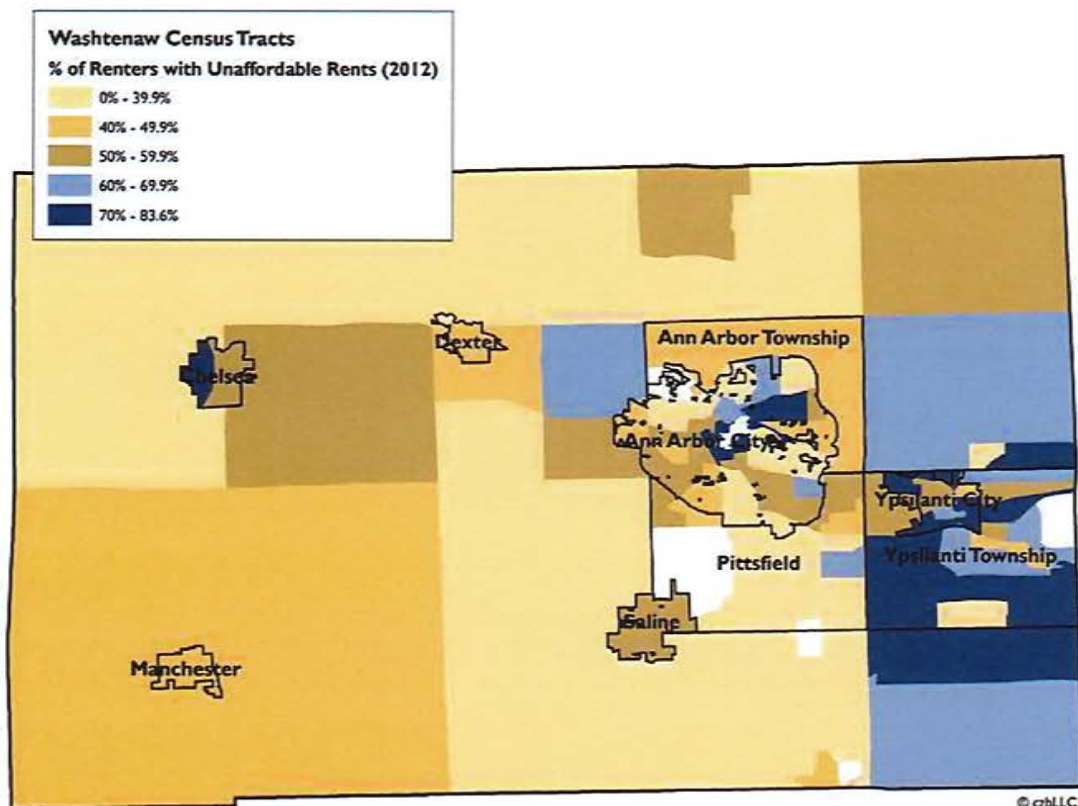 Washtenaw Census Tracts
% of Renters with Unaffordable Rents (2012)
0% - 39.9%
40% - 49.9%
50% - 59.9%
60% - 69.9%
70% - 83.6%
Dexter
Ann Arbor Township
Chelsea
Ann Arbor City
Ypsilanti City
Pittsfield
Ypsilanti Township
Saline
Manchester
© czbLLC